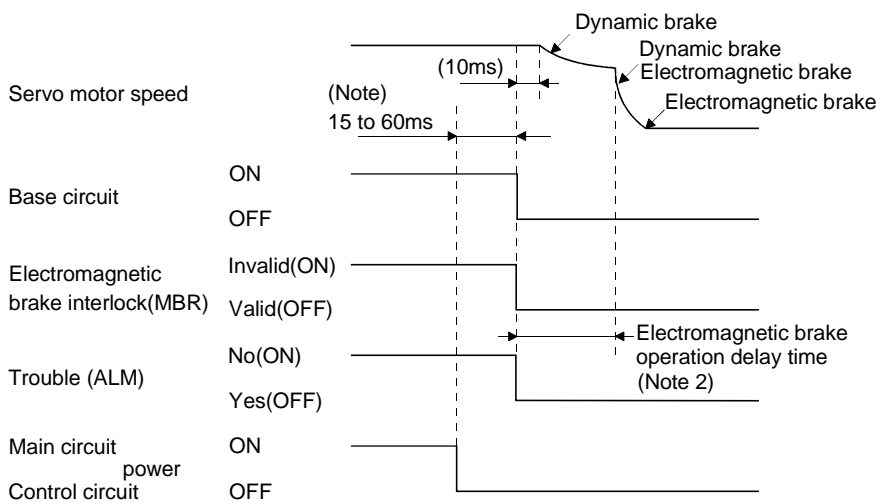 Dynamic brake
Dynamic brake
Electromagnetic brake
Electromagnetic brake
(10ms)
Servo motor speed
(Note)
15 to 60ms
Base circuit
ON
OFF
Electromagnetic
brake interlock(MBR)
Invalid(ON)
Valid(OFF)
Electromagnetic brake
operation delay time
(Note 2)
Trouble (ALM)
No(ON)
Yes(OFF)
Main circuit
power
Control circuit
ON
OFF